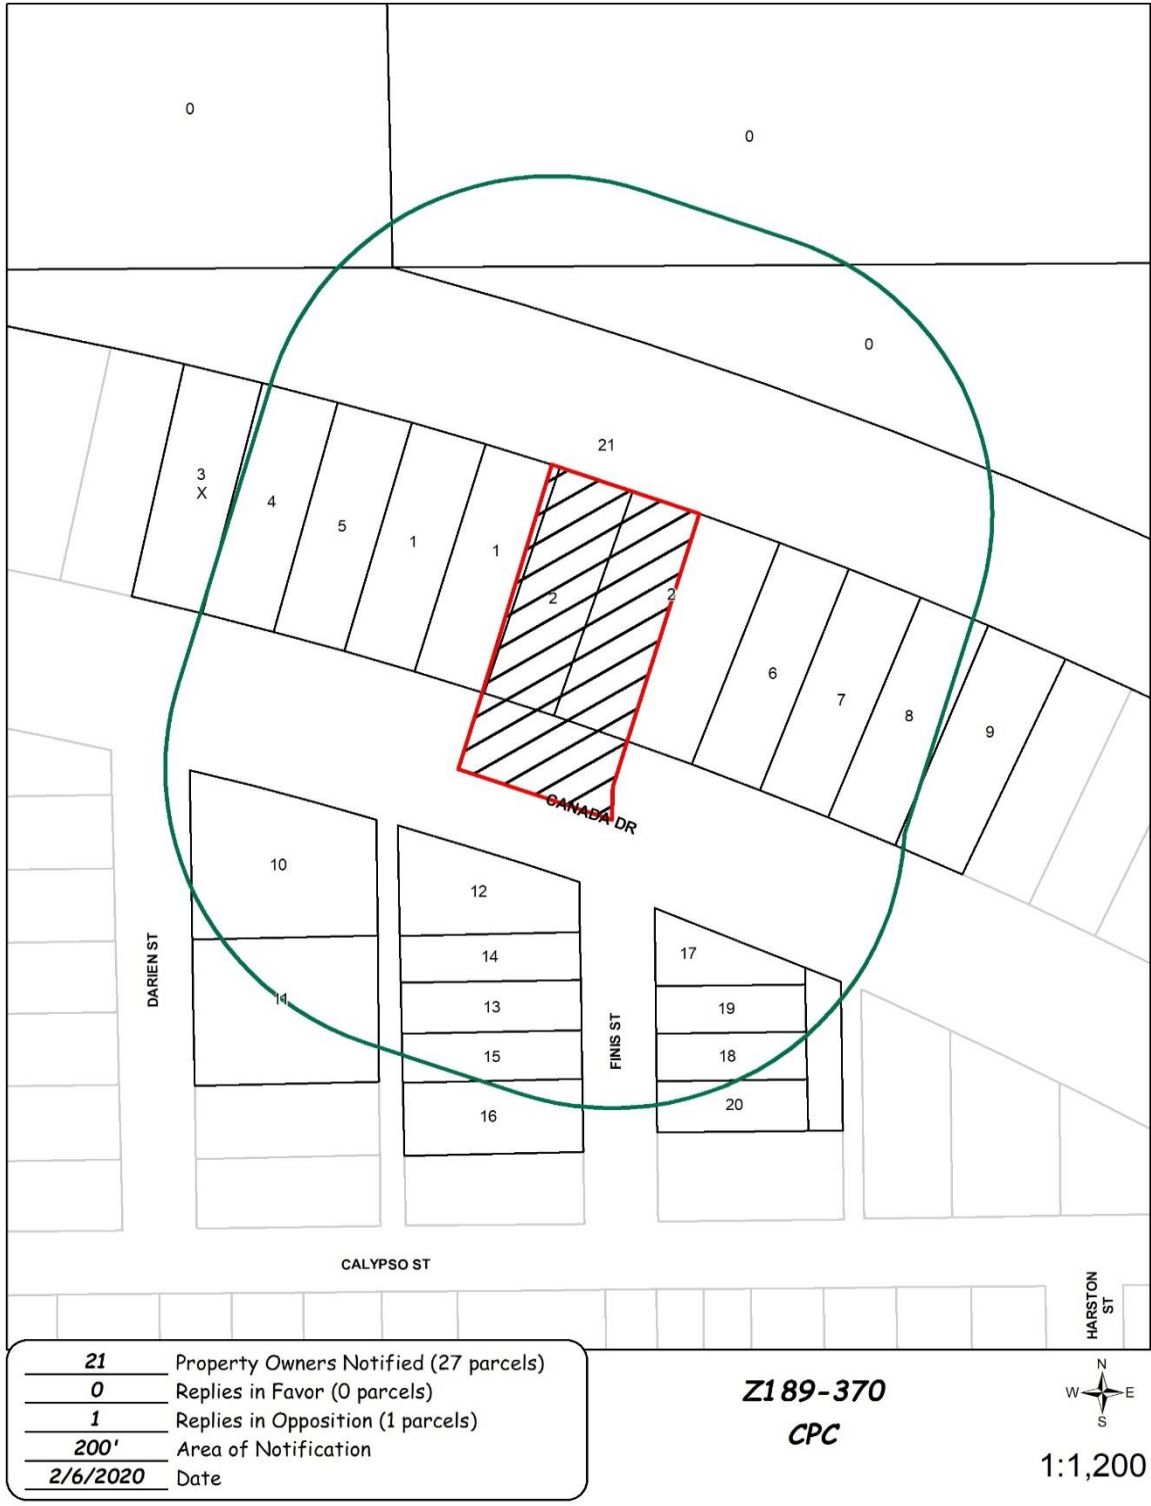 0
0
0
21
3
X
4
5
1
1
2
2
6
7
8
9
CANADA DR
10
12
17
14
11
13
19
15
18
16
20
DARIEN ST
FINIS ST
CALYPSO ST
HARSTON
ST
21 Property Owners Notified (27 parcels)
0 Replies in Favor (0 parcels)
1 Replies in Opposition (1 parcels)
200' Area of Notification
2/6/2020 Date
Z189-370
CPC
N
W E
S
1:1,200